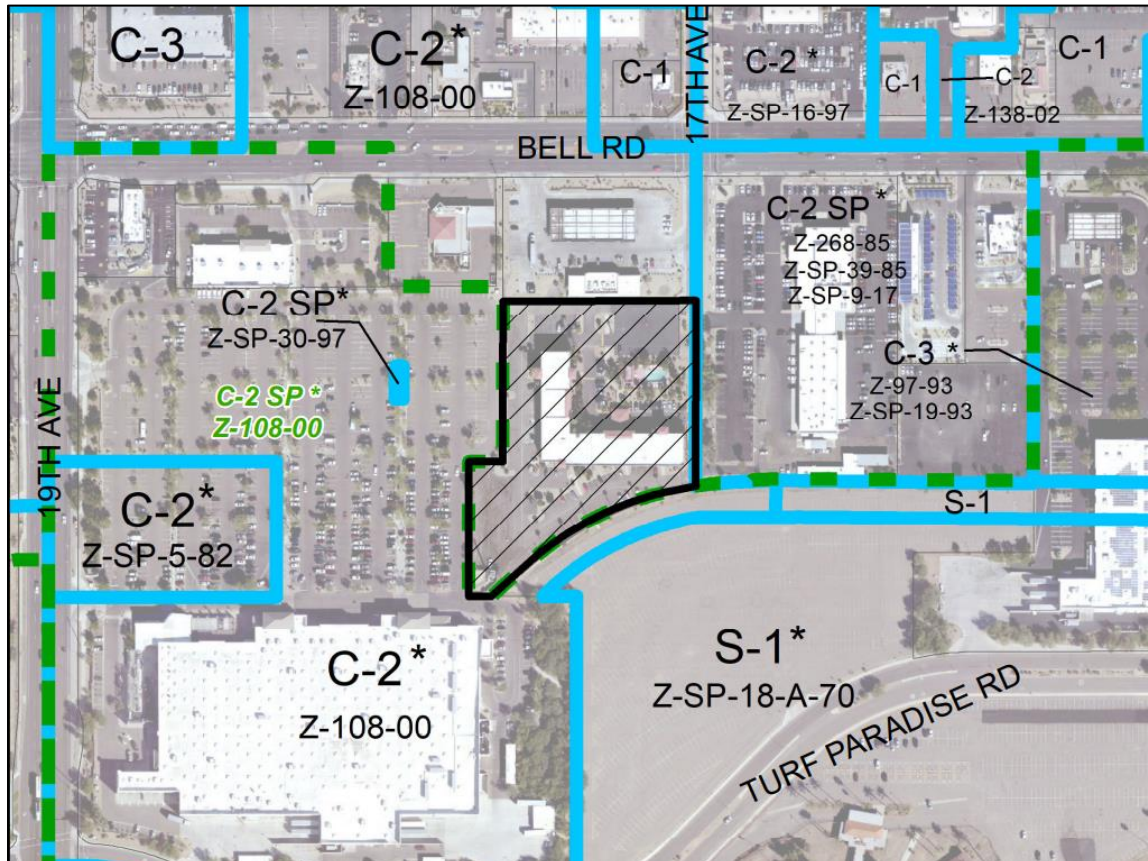 C-3
C-2*
Z-108-00
C-1
17TH AVE
C-2 *
Z-SP-16-97
C-1
C-2
Z-138-02
C-1
BELL RD
C-2 SP*
Z-SP-30-97
C-2 SP *
Z-108-00
C-2 SP *
Z-268-85
Z-SP-39-85
Z-SP-9-17
C-3 *
Z-97-93
Z-SP-19-93
19TH AVE
C-2*
Z-SP-5-82
S-1
C-2*
Z-108-00
S-1*
Z-SP-18-A-70
TURF PARADISE RD